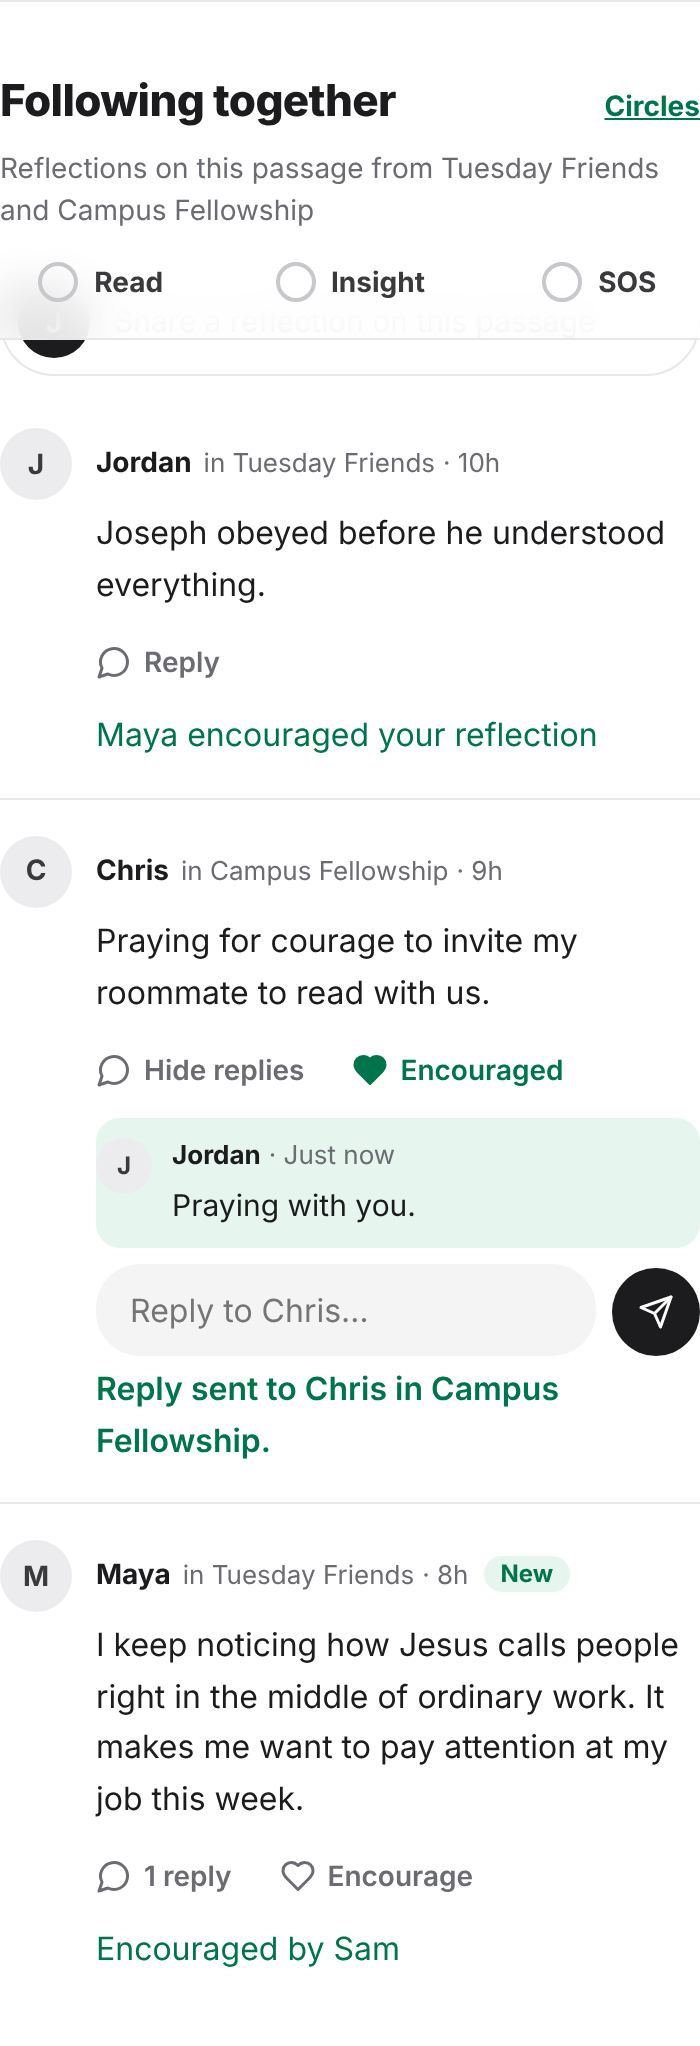 Following together
Circles
Reflections on this passage from Tuesday Friends
and Campus Fellowship
Read
Insight
SOS
J
Share a reflection on this passage
J
Jordan in Tuesday Friends · 10h
Joseph obeyed before he understood
everything.
Reply
Maya encouraged your reflection
C
Chris in Campus Fellowship · 9h
Praying for courage to invite my
roommate to read with us.
Hide replies
Encouraged
J
Jordan · Just now
Praying with you.
Reply to Chris...
Reply sent to Chris in Campus
Fellowship.
M
Maya in Tuesday Friends · 8h New
I keep noticing how Jesus calls people
right in the middle of ordinary work. It
makes me want to pay attention at my
job this week.
1 reply
Encourage
Encouraged by Sam